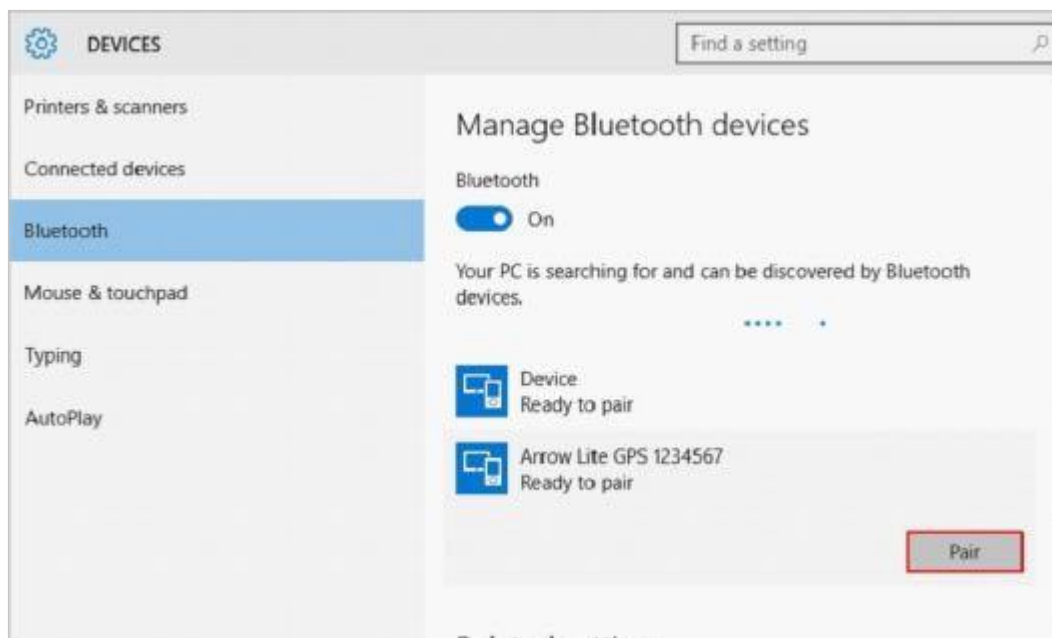 DEVICES
Find a setting
Printers & scanners
Connected devices
Bluetooth
Mouse & touchpad
Typing
AutoPlay
Manage Bluetooth devices
Bluetooth
On
Your PC is searching for and can be discovered by Bluetooth
devices.
Device
Ready to pair
Arrow Lite GPS 1234567
Ready to pair
Pair